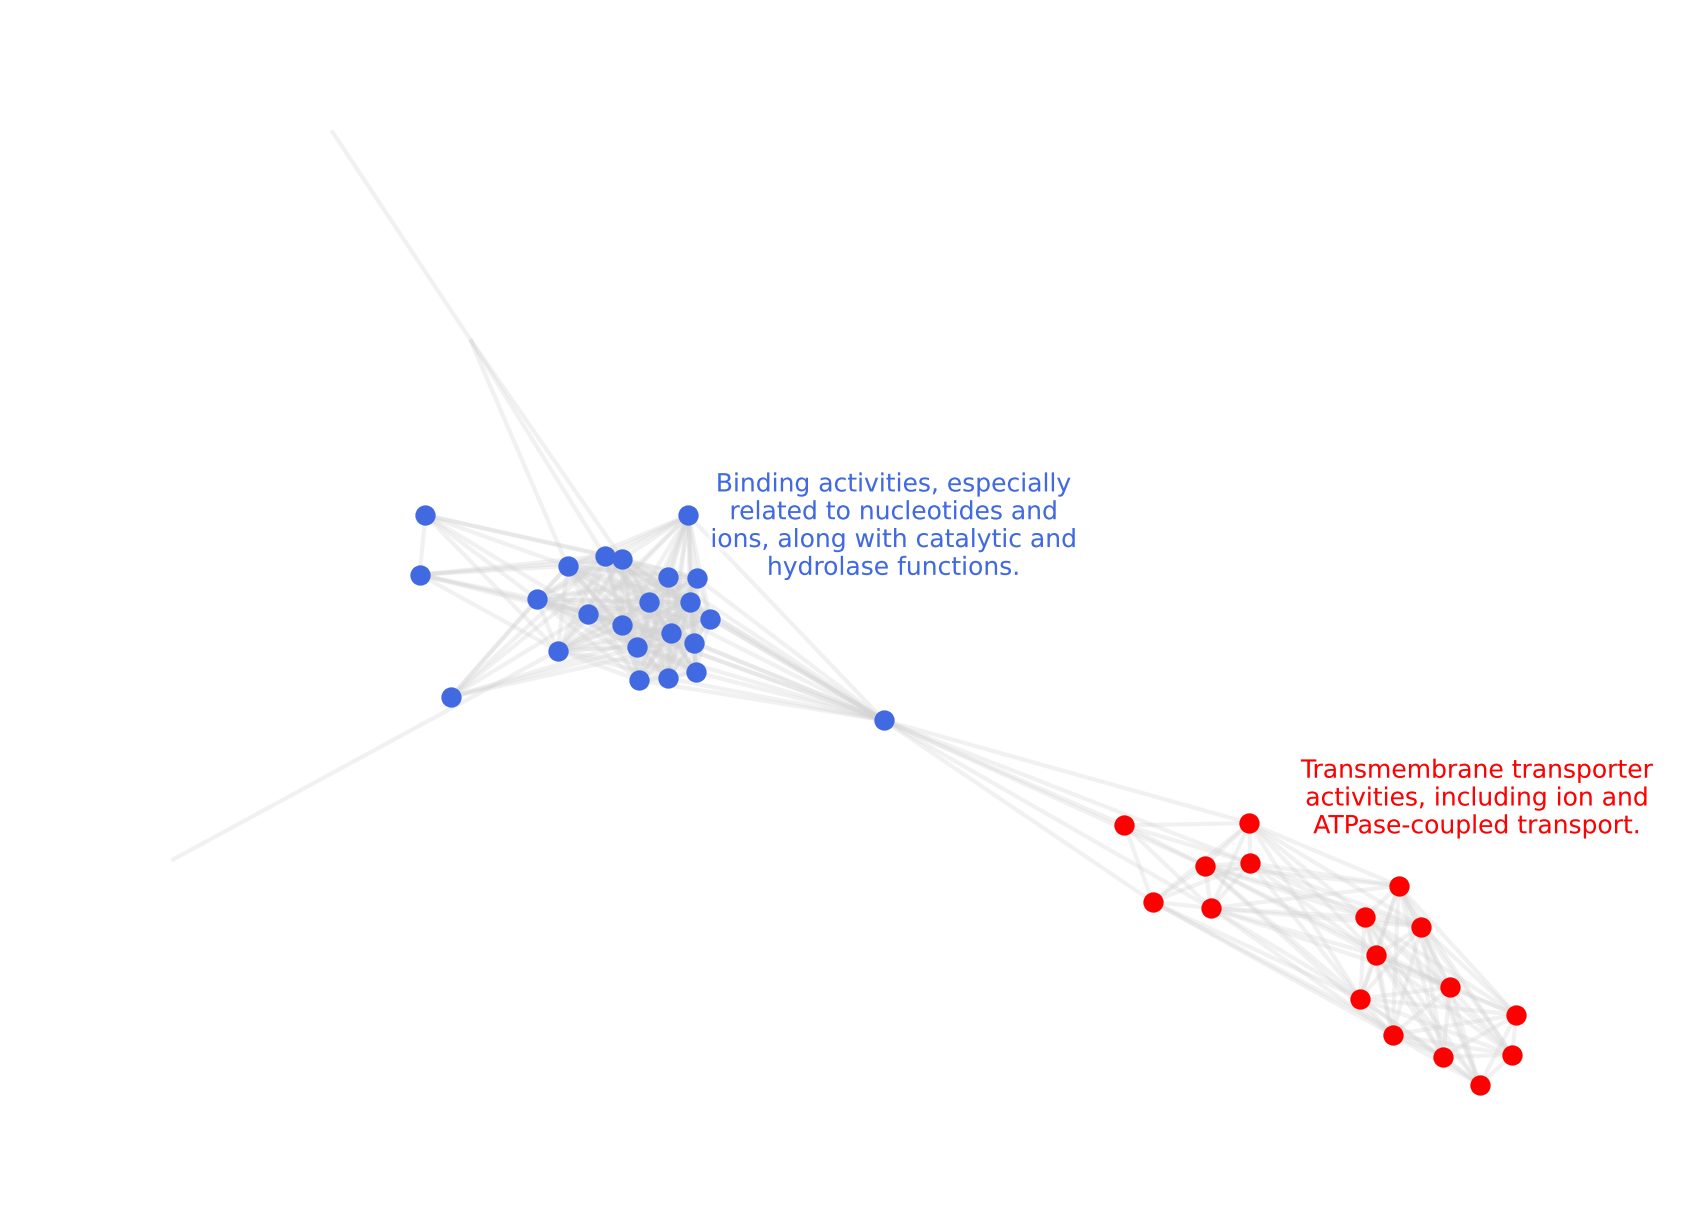 Binding activities, especially
related to nucleotides and
ions, along with catalytic and
hydrolase functions.
Transmembrane transporter
activities, including ion and
ATPase-coupled transport.